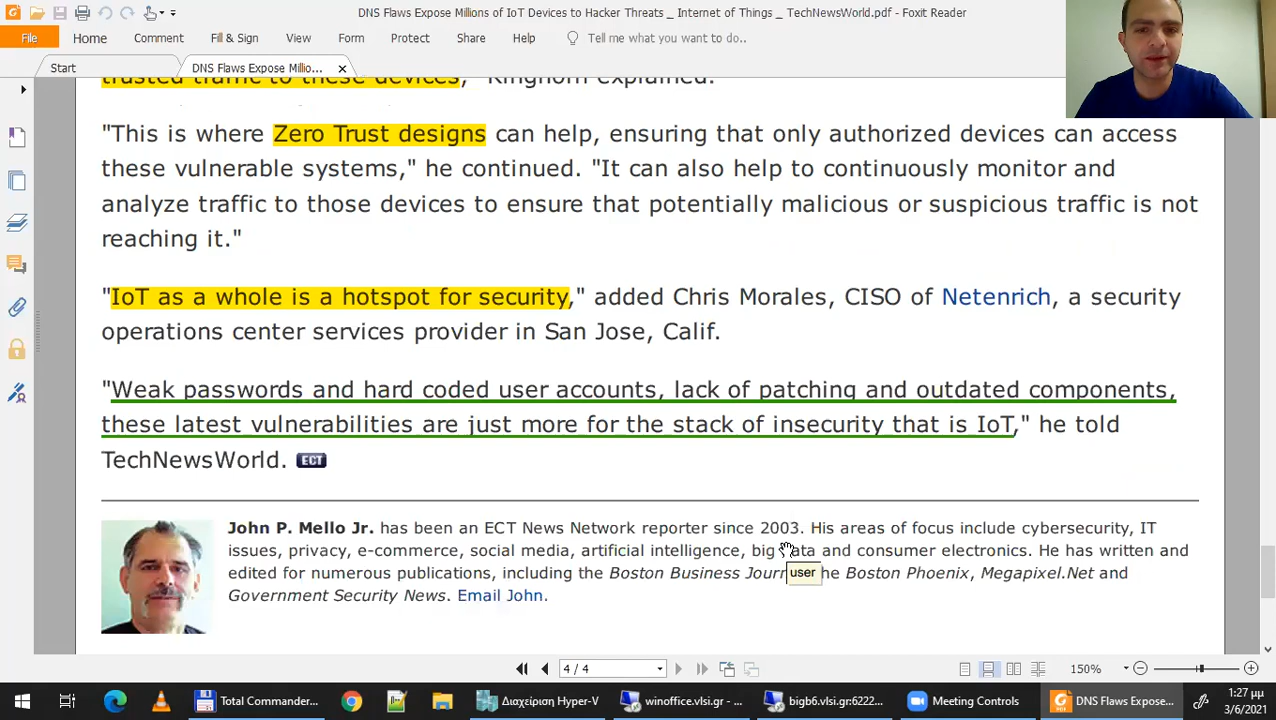 DNS Flaws Expose Millions of IoT Devices to Hacker Threats _ Internet of Things _ TechNewsWorld.pdf - Foxit Reader
File Home Comment Fill & Sign View Form Protect Share Help Tell me what you want to do..
Start DNS Flaws Expose Millio...
trusted traffic to these devices," Kinghorn explained.
"This is where Zero Trust designs can help, ensuring that only authorized devices can access
these vulnerable systems," he continued. "It can also help to continuously monitor and
analyze traffic to those devices to ensure that potentially malicious or suspicious traffic is not
reaching it."
"IoT as a whole is a hotspot for security," added Chris Morales, CISO of Netenrich, a security
operations center services provider in San Jose, Calif.
"Weak passwords and hard coded user accounts, lack of patching and outdated components,
these latest vulnerabilities are just more for the stack of insecurity that is IoT," he told
TechNewsWorld. ECT
John P. Mello Jr. has been an ECT News Network reporter since 2003. His areas of focus include cybersecurity, IT
issues, privacy, e-commerce, social media, artificial intelligence, big data and consumer electronics. He has written and
edited for numerous publications, including the Boston Business Journ he Boston Phoenix, Megapixel.Net and
user
Government Security News. Email John.
4 / 4 150%
Total Commander... Διαχείριση Hyper-V winoffice.vlsi.gr - ... bigb6.vlsi.gr:6222... Meeting Controls DNS Flaws Expose... 1:27 μμ
3/6/2021